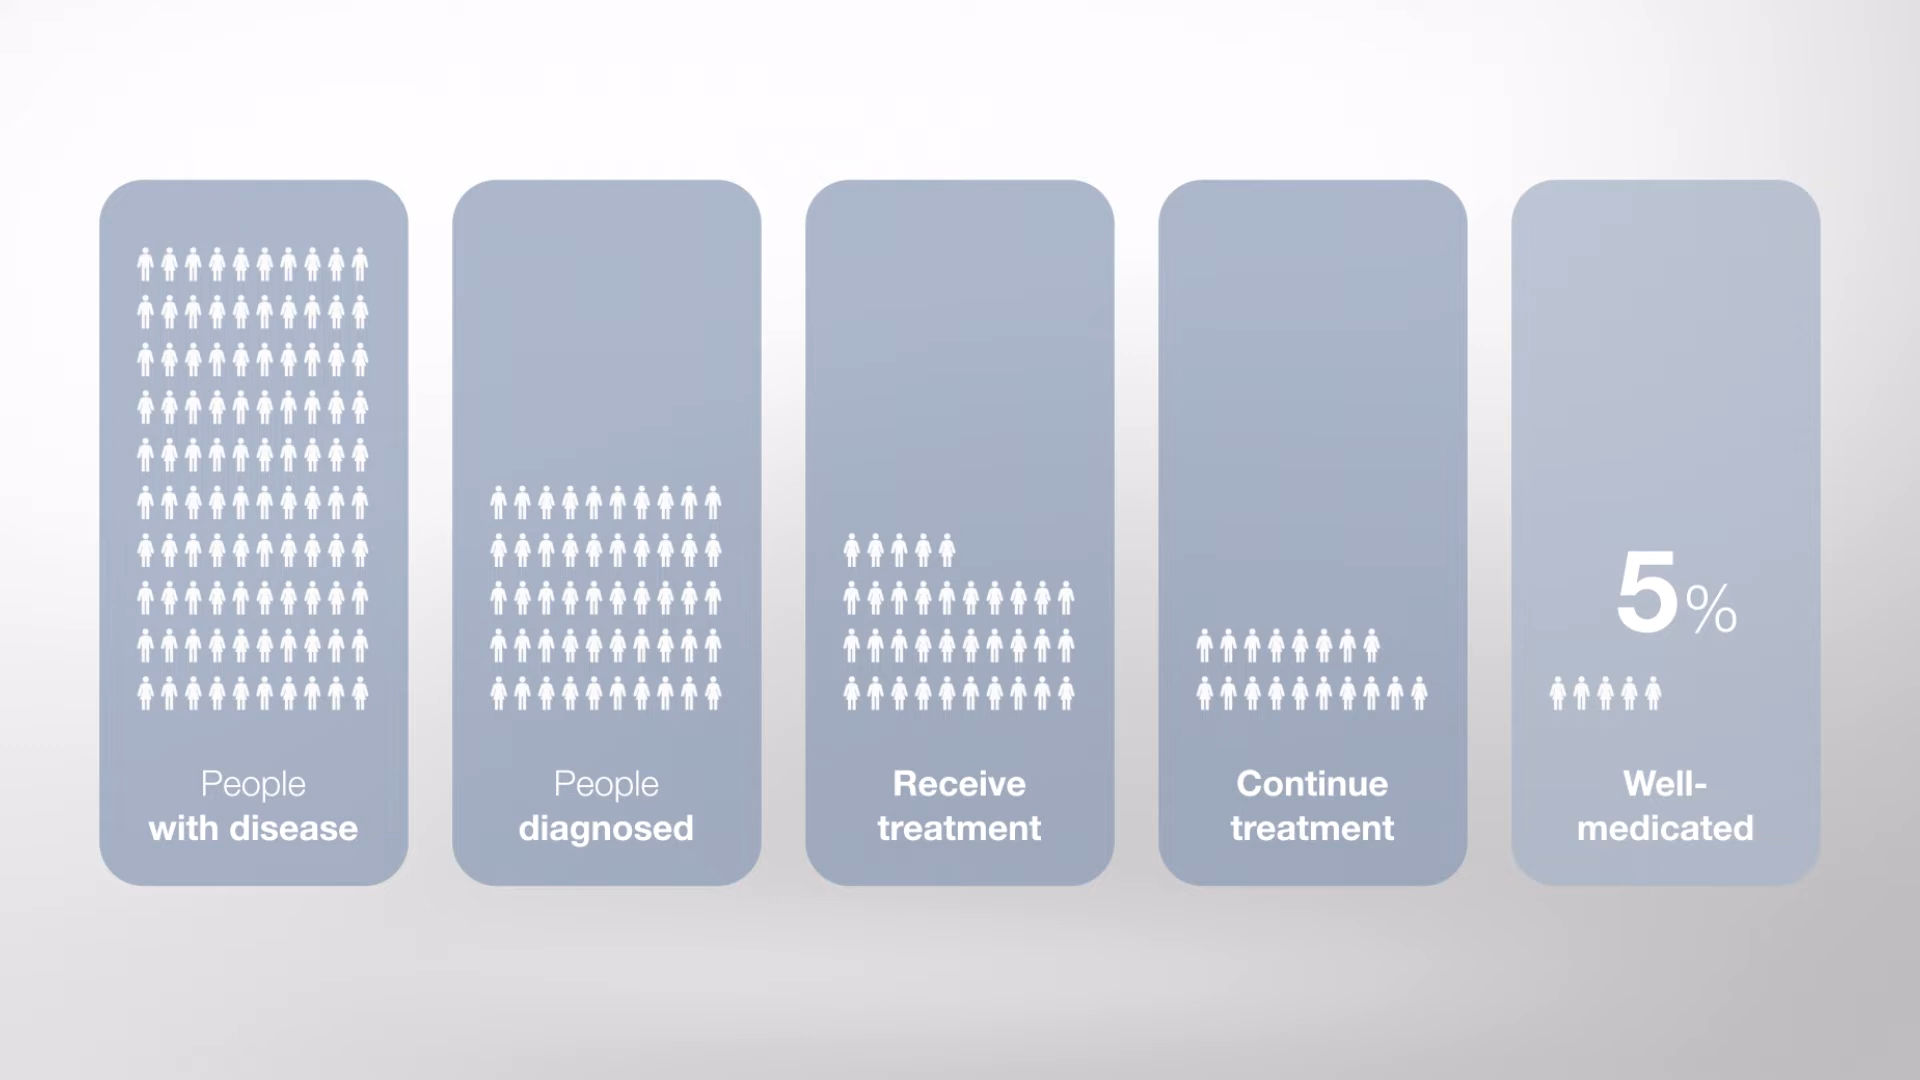 People
with disease
People
diagnosed
Receive
treatment
Continue
treatment
5%
Well-
medicated